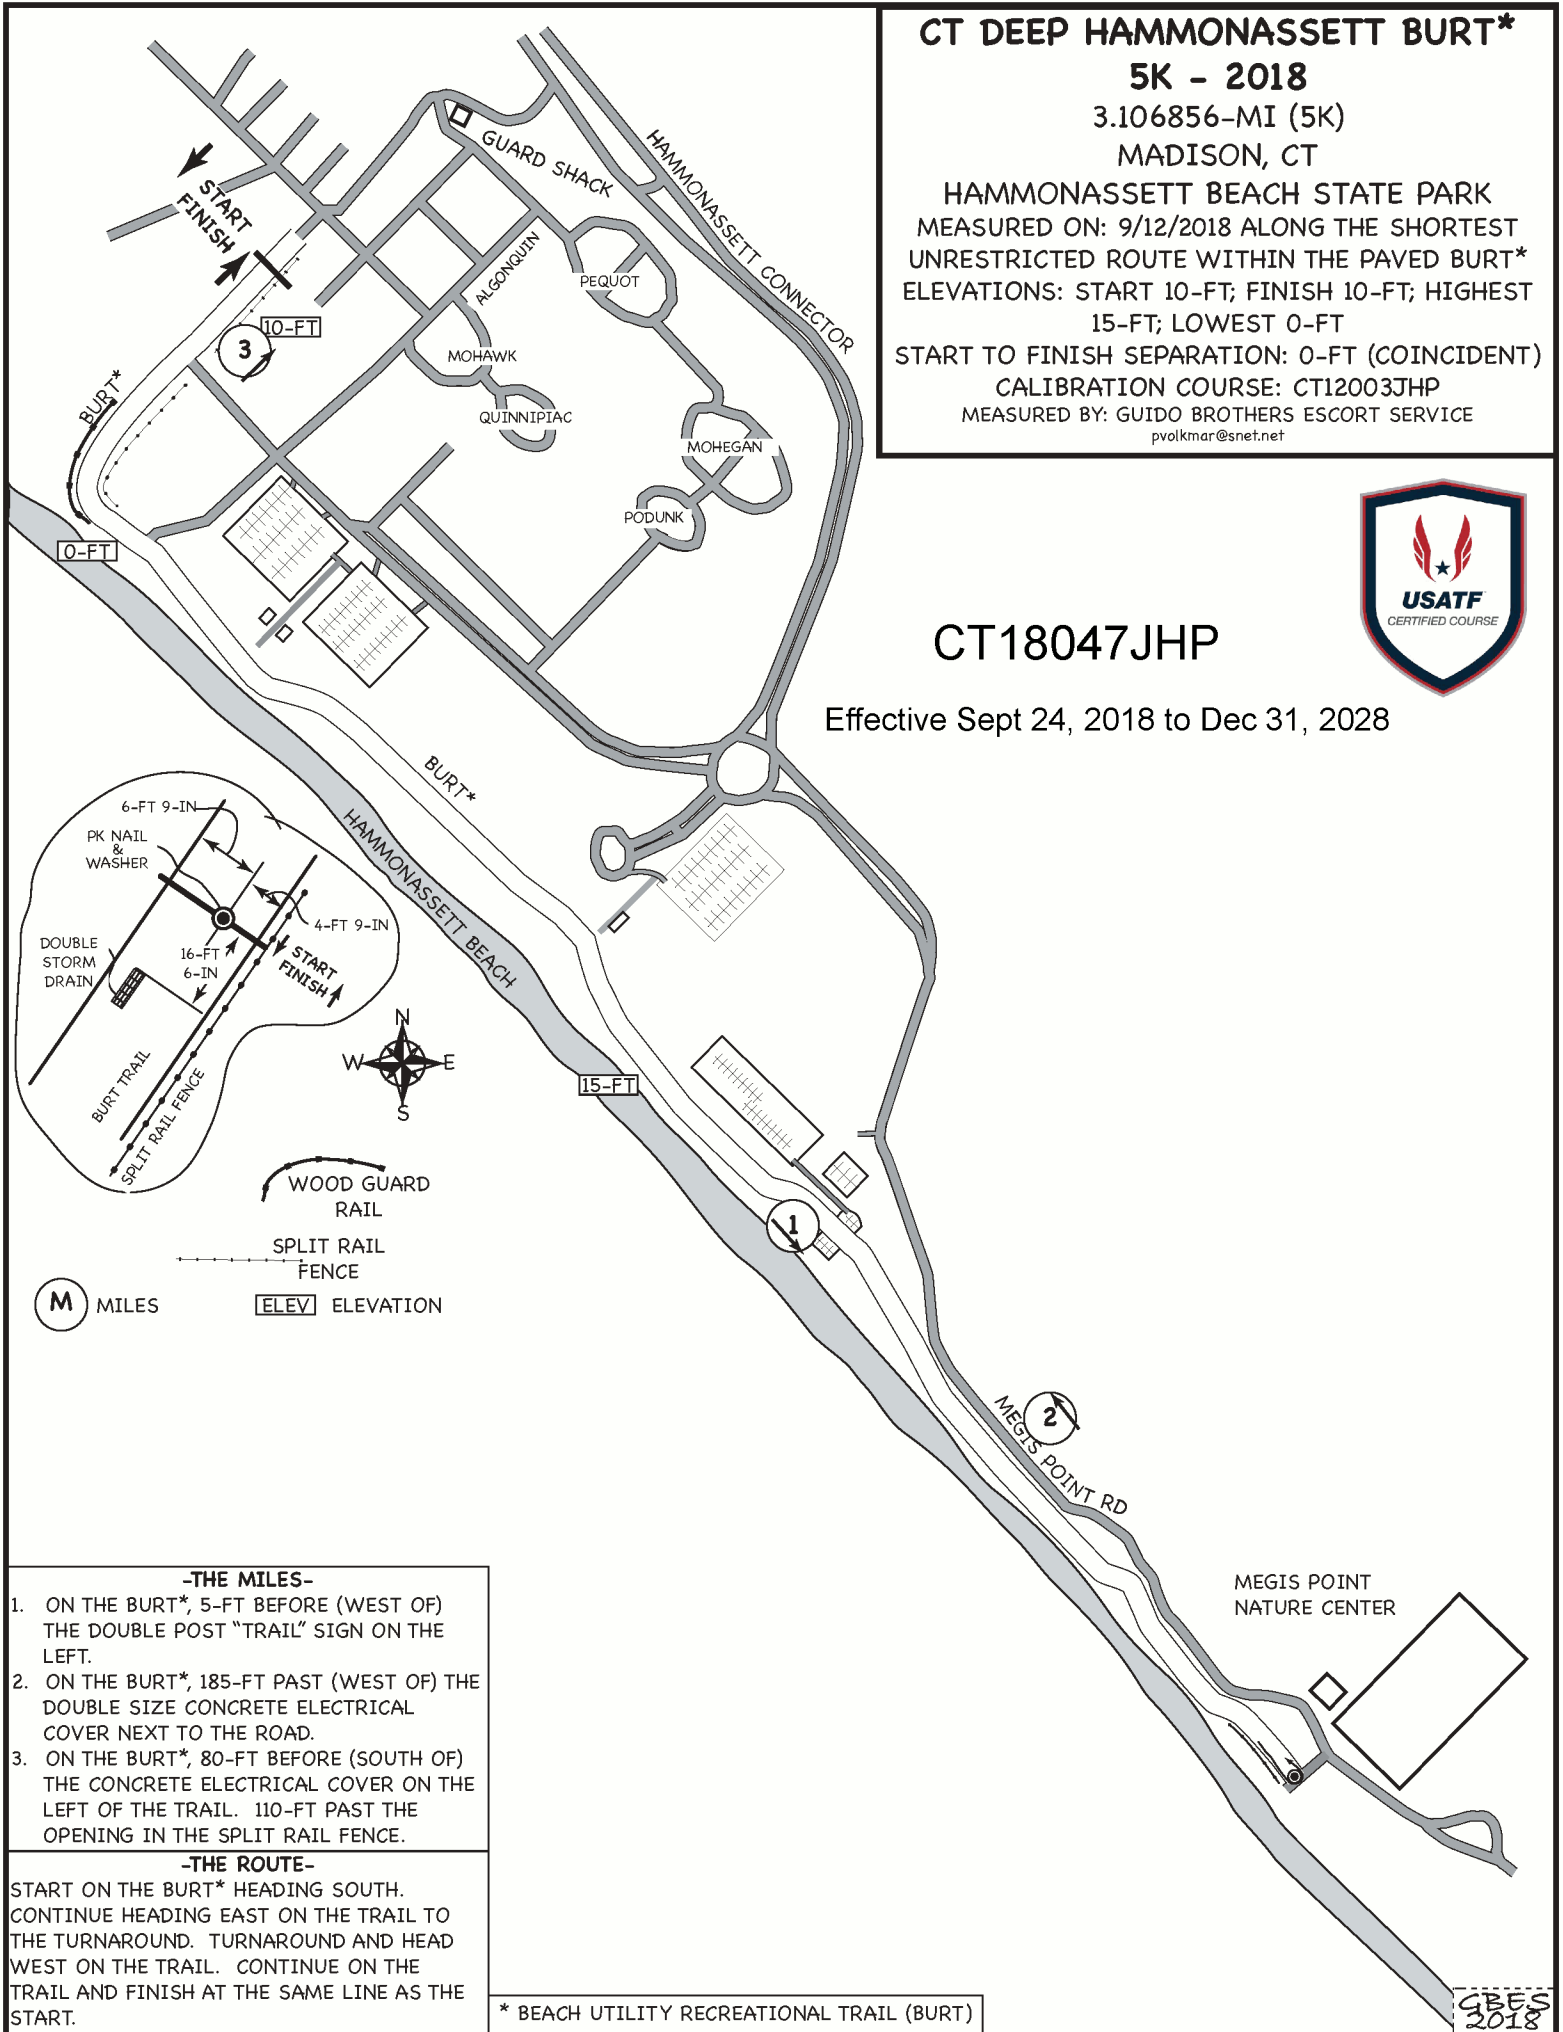 CT DEEP HAMMONASSETT BURT*
5K - 2018
3.106856-MI (5K)
MADISON, CT
HAMMONASSETT BEACH STATE PARK
MEASURED ON: 9/12/2018 ALONG THE SHORTEST
UNRESTRICTED ROUTE WITHIN THE PAVED BURT*
ELEVATIONS: START 10-FT; FINISH 10-FT; HIGHEST
15-FT; LOWEST 0-FT
START TO FINISH SEPARATION: 0-FT (COINCIDENT)
CALIBRATION COURSE: CT12003JHP
MEASURED BY: GUIDO BROTHERS ESCORT SERVICE
pvolkmar@snet.net
GUARD SHACK
HAMMONASSETT CONNECTOR
START
FINISH
ALGONQUIN
PEQUOT
10-FT
3
MOHAWK
BURT*
QUINNIPIAC
MOHEGAN
PODUNK
0-FT
USATF
CERTIFIED COURSE
CT18047JHP
Effective Sept 24, 2018 to Dec 31, 2028
BURT*
HAMMONASSETT BEACH
6-FT 9-IN
PK NAIL
&
WASHER
4-FT 9-IN
DOUBLE
STORM
DRAIN
16-FT
6-IN
START
FINISH
BURT TRAIL
SPLIT RAIL FENCE
N
W
E
S
15-FT
WOOD GUARD
RAIL
SPLIT RAIL
FENCE
M
MILES
ELEV
ELEVATION
1
2
MEGIS POINT RD
MEGIS POINT
NATURE CENTER
-THE MILES-
1. ON THE BURT*, 5-FT BEFORE (WEST OF)
THE DOUBLE POST "TRAIL" SIGN ON THE
LEFT.
2. ON THE BURT*, 185-FT PAST (WEST OF) THE
DOUBLE SIZE CONCRETE ELECTRICAL
COVER NEXT TO THE ROAD.
3. ON THE BURT*, 80-FT BEFORE (SOUTH OF)
THE CONCRETE ELECTRICAL COVER ON THE
LEFT OF THE TRAIL. 110-FT PAST THE
OPENING IN THE SPLIT RAIL FENCE.
-THE ROUTE-
START ON THE BURT* HEADING SOUTH.
CONTINUE HEADING EAST ON THE TRAIL TO
THE TURNAROUND. TURNAROUND AND HEAD
WEST ON THE TRAIL. CONTINUE ON THE
TRAIL AND FINISH AT THE SAME LINE AS THE
START.
* BEACH UTILITY RECREATIONAL TRAIL (BURT)
GBES
2018